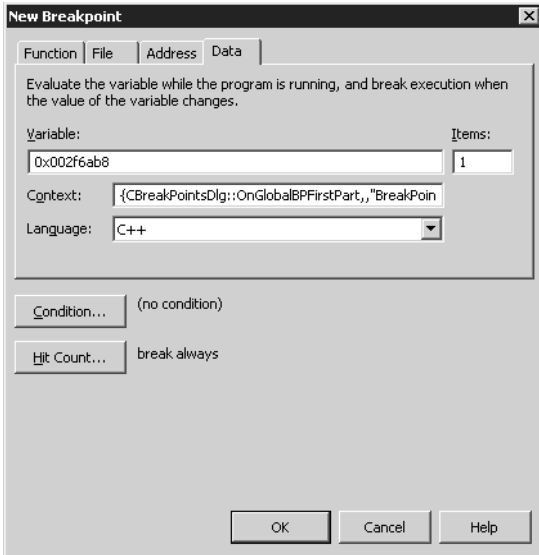 New Breakpoint
Function File Address Data
Evaluate the variable while the program is running, and break execution when
the value of the variable changes.
Variable: Items:
0x002f6ab8 1
Context: {CBreakPointsDlg::OnGlobalBPFirstPart,,"BreakPoin
Language: C++
Condition... (no condition)
Hit Count... break always
OK Cancel Help